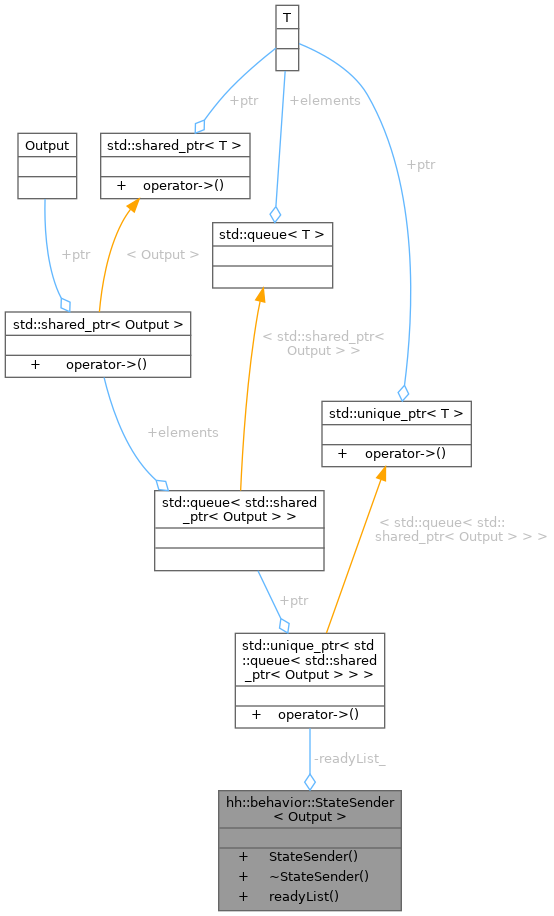 T
+ptr
+elements
Output
std::shared_ptr< T >
+    operator->()
+ptr
std::queue< T >
+ptr
< Output >
std::shared_ptr< Output >
+    operator->()
< std::shared_ptr<
Output > >
std::unique_ptr< T >
+    operator->()
+elements
std::queue< std::shared
_ptr< Output > >
< std::queue< std::
shared_ptr< Output > > >
+ptr
std::unique_ptr< std
::queue< std::shared
_ptr< Output > > >
+    operator->()
-readyList_
hh::behavior::StateSender
< Output >
+    StateSender()
+    ~StateSender()
+    readyList()